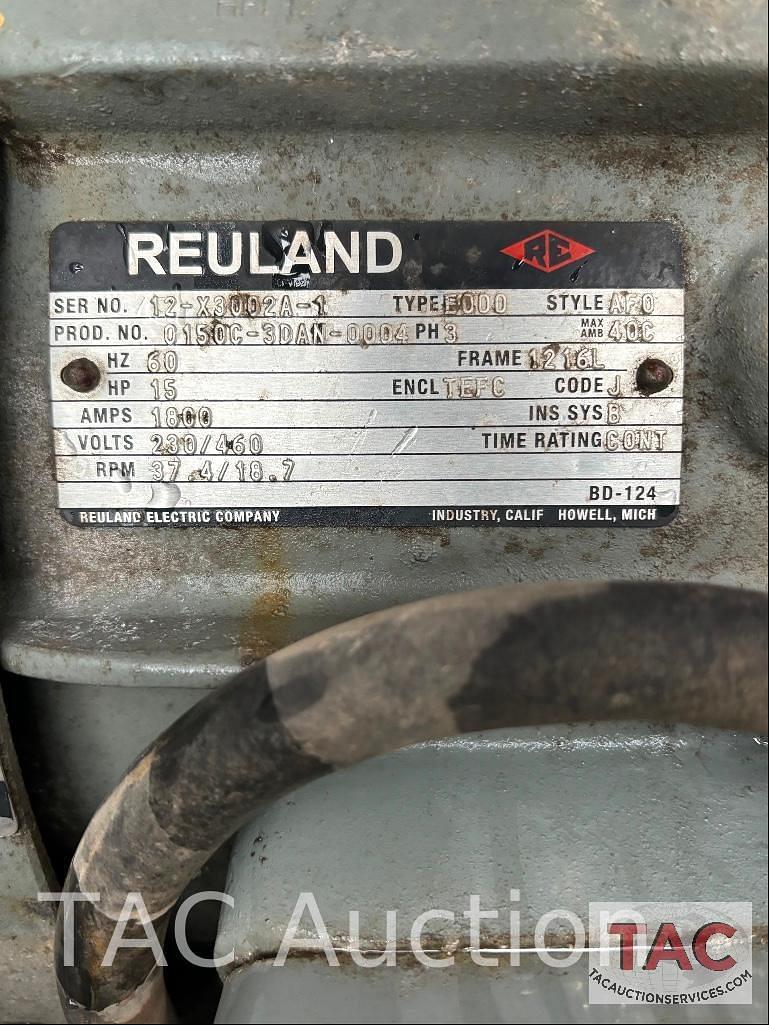 REULAND RE
SER NO. 12-X3002A-1 TYPE E000 STYLE AF0
PROD. NO. 0150C-3DAN-0004 PH 3 MAX AMB 40C
HZ 60 FRAME 1216L
HP 15 ENCL TEFC CODE J
AMPS 1800 INS SYS B
VOLTS 230/460 TIME RATING CONT
RPM 37.4/18.7
BD-124
REULAND ELECTRIC COMPANY INDUSTRY, CALIF HOWELL, MICH
TAC Auction
TAC
TACAUCTIONSERVICES.COM